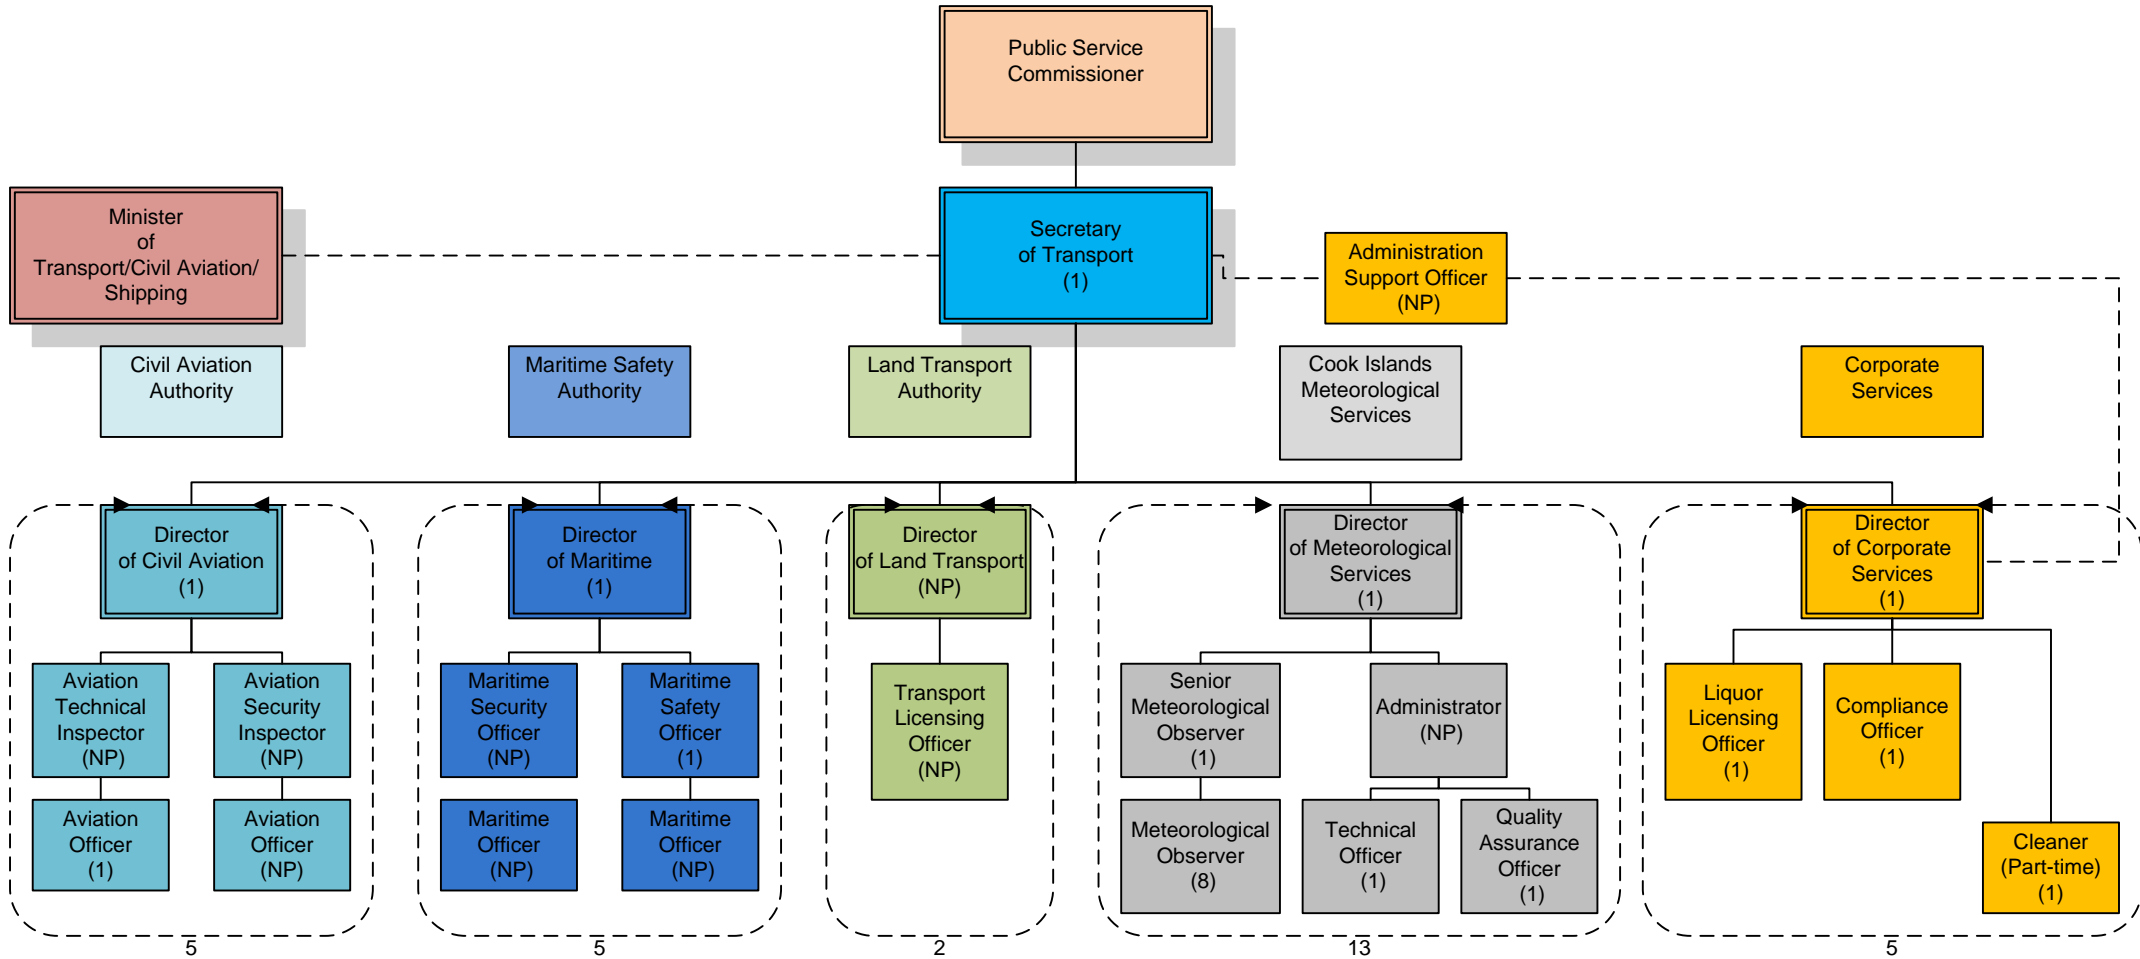 Public Service
Commissioner
Minister
of
Transport/Civil Aviation/
Shipping
Secretary
of Transport
(1)
Administration
Support Officer
(NP)
Civil Aviation
Authority
Maritime Safety
Authority
Land Transport
Authority
Cook Islands
Meteorological
Services
Corporate
Services
Director
of Civil Aviation
(1)
Director
of Maritime
(1)
Director
of Land Transport
(NP)
Director
of Meteorological
Services
(1)
Director
of Corporate
Services
(1)
Aviation
Technical
Inspector
(NP)
Aviation
Security
Inspector
(NP)
Maritime
Security
Officer
(NP)
Maritime
Safety
Officer
(1)
Transport
Licensing
Officer
(NP)
Senior
Meteorological
Observer
(1)
Administrator
(NP)
Liquor
Licensing
Officer
(1)
Compliance
Officer
(1)
Aviation
Officer
(1)
Aviation
Officer
(NP)
Maritime
Officer
(NP)
Maritime
Officer
(NP)
Meteorological
Observer
(8)
Technical
Officer
(1)
Quality
Assurance
Officer
(1)
Cleaner
(Part-time)
(1)
5
5
2
13
5